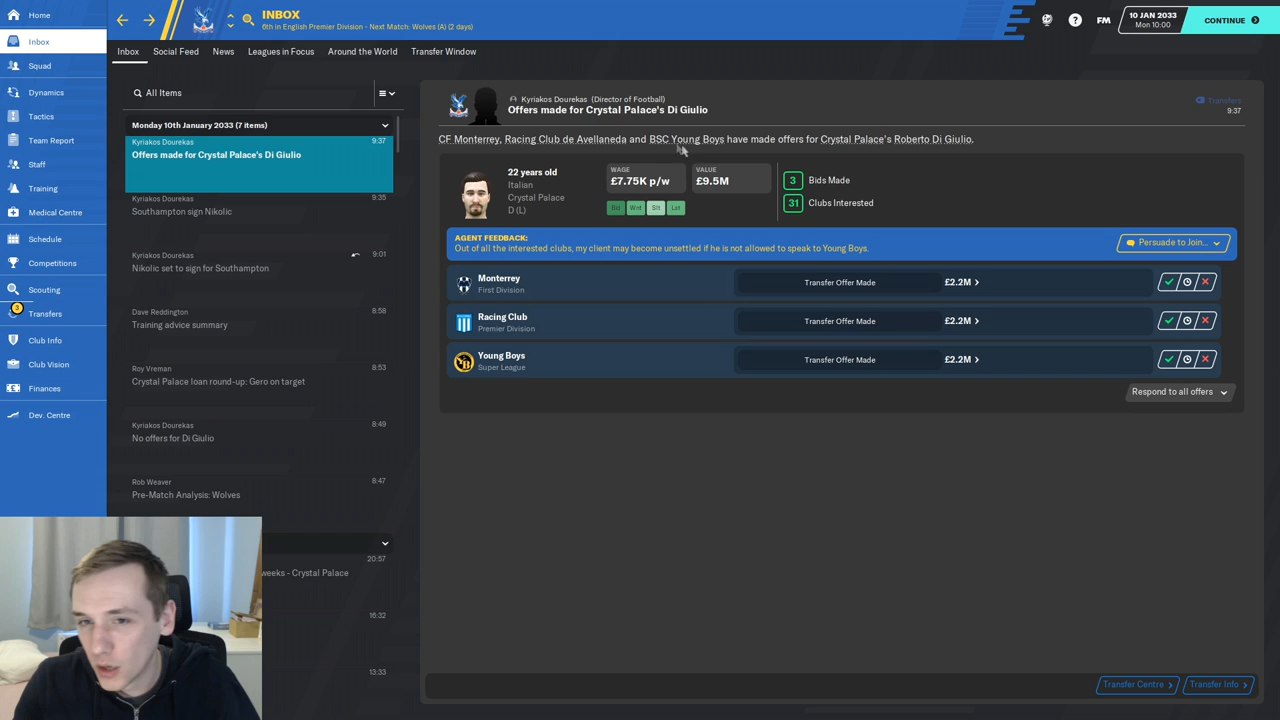 Home
Inbox
Squad
Dynamics
Tactics
Team Report
Staff
Training
Medical Centre
Schedule
Competitions
Scouting
3
Transfers
Club Info
Club Vision
Finances
Dev. Centre
INBOX
6th in English Premier Division - Next Match: Wolves (A) (2 days)
FM
10 JAN 2033
Mon 10:00
CONTINUE
Inbox
Social Feed
News
Leagues in Focus
Around the World
Transfer Window
All Items
Monday 10th January 2033 (7 items)
Kyriakos Dourekas
9:37
Offers made for Crystal Palace's Di Giulio
Kyriakos Dourekas
9:35
Southampton sign Nikolic
Kyriakos Dourekas
9:01
Nikolic set to sign for Southampton
Dave Reddington
8:58
Training advice summary
Roy Vreman
8:53
Crystal Palace loan round-up: Gero on target
Kyriakos Dourekas
8:49
No offers for Di Giulio
Rob Weaver
8:47
Pre-Match Analysis: Wolves
20:57
weeks - Crystal Palace
16:32
13:33
Kyriakos Dourekas (Director of Football)
Offers made for Crystal Palace's Di Giulio
Transfers
9:37
CF Monterrey, Racing Club de Avellaneda and BSC Young Boys have made offers for Crystal Palace's Roberto Di Giulio.
22 years old
Italian
Crystal Palace
D (L)
WAGE
£7.75K p/w
VALUE
£9.5M
Bid
Wnt
Slt
Lst
3
Bids Made
31
Clubs Interested
AGENT FEEDBACK:
Out of all the interested clubs, my client may become unsettled if he is not allowed to speak to Young Boys.
Persuade to Join...
Monterrey
First Division
Transfer Offer Made
£2.2M
Racing Club
Premier Division
Transfer Offer Made
£2.2M
Young Boys
Super League
Transfer Offer Made
£2.2M
Respond to all offers
Transfer Centre
Transfer Info